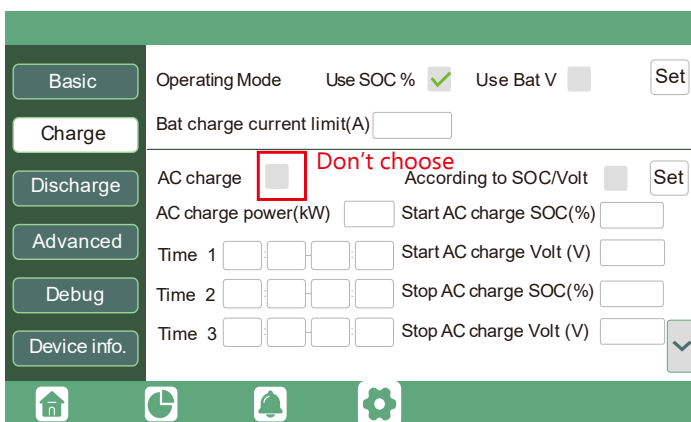 Basic
Charge
Discharge
Advanced
Debug
Device info.
Operating Mode Use SOC % Use Bat V Set
Bat charge current limit(A)
Don't choose
AC charge According to SOC/Volt Set
AC charge power(kW) Start AC charge SOC(%)
Time 1 : - : Start AC charge Volt (V)
Time 2 : - : Stop AC charge SOC(%)
Time 3 : - : Stop AC charge Volt (V)